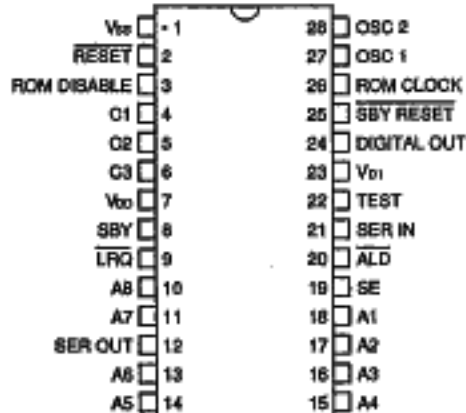 Vss 1 28 OSC 2
RESET 2 27 OSC 1
ROM DISABLE 3 26 ROM CLOCK
C1 4 25 SBY RESET
C2 5 24 DIGITAL OUT
C3 6 23 VD1
VDD 7 22 TEST
SBY 8 21 SER IN
LRQ 9 20 ALD
A8 10 19 SE
A7 11 18 A1
SER OUT 12 17 A2
A6 13 16 A3
A5 14 15 A4